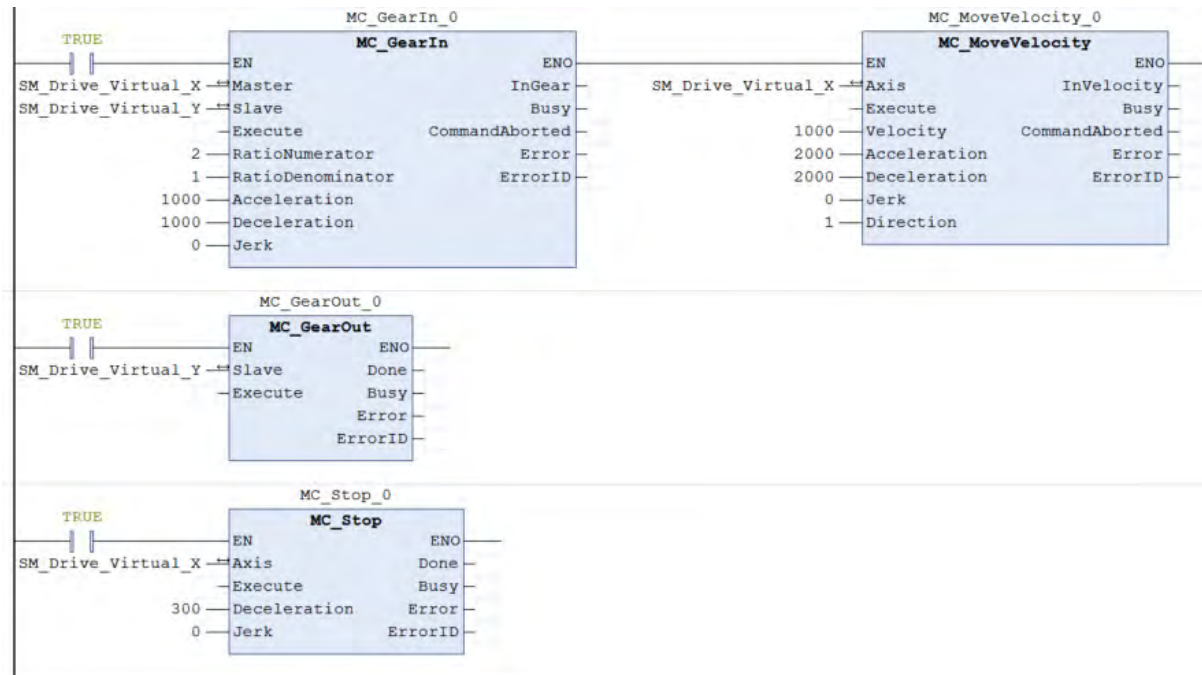 MC_GearIn_0 MC_MoveVelocity_0
TRUE MC_GearIn MC_MoveVelocity
EN ENO EN ENO
SM_Drive_Virtual_X Master InGear SM_Drive_Virtual_X Axis InVelocity
SM_Drive_Virtual_Y Slave Busy Execute Busy
Execute CommandAborted 1000 Velocity CommandAborted
2 RatioNumerator Error 2000 Acceleration Error
1 RatioDenominator ErrorID 2000 Deceleration ErrorID
1000 Acceleration 0 Jerk
1000 Deceleration 1 Direction
0 Jerk
MC_GearOut_0
TRUE MC_GearOut
EN ENO
SM_Drive_Virtual_Y Slave Done
Execute Busy
Error
ErrorID
MC_Stop_0
TRUE MC_Stop
EN ENO
SM_Drive_Virtual_X Axis Done
Execute Busy
300 Deceleration Error
0 Jerk ErrorID